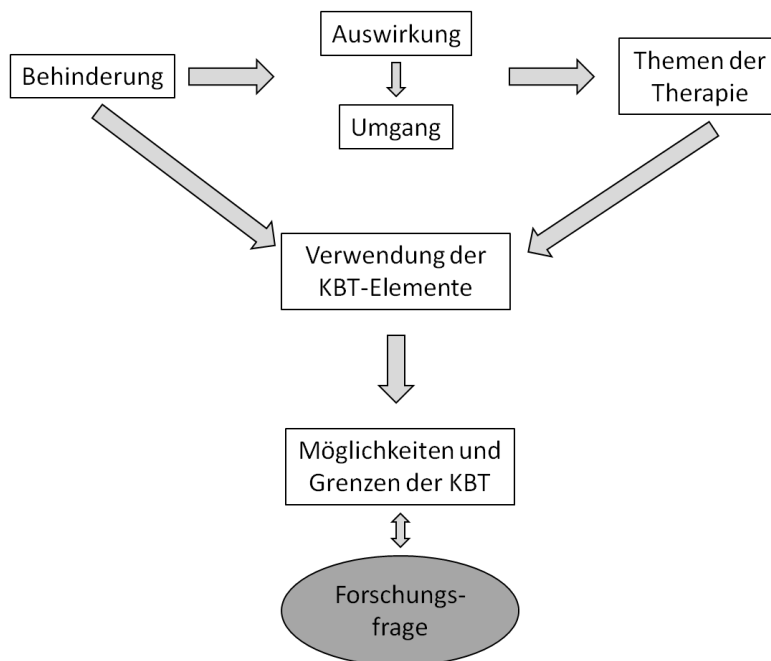 Behinderung
Auswirkung
Umgang
Themen der
Therapie
Verwendung der
KBT-Elemente
Möglichkeiten und
Grenzen der KBT
Forschungs-
frage